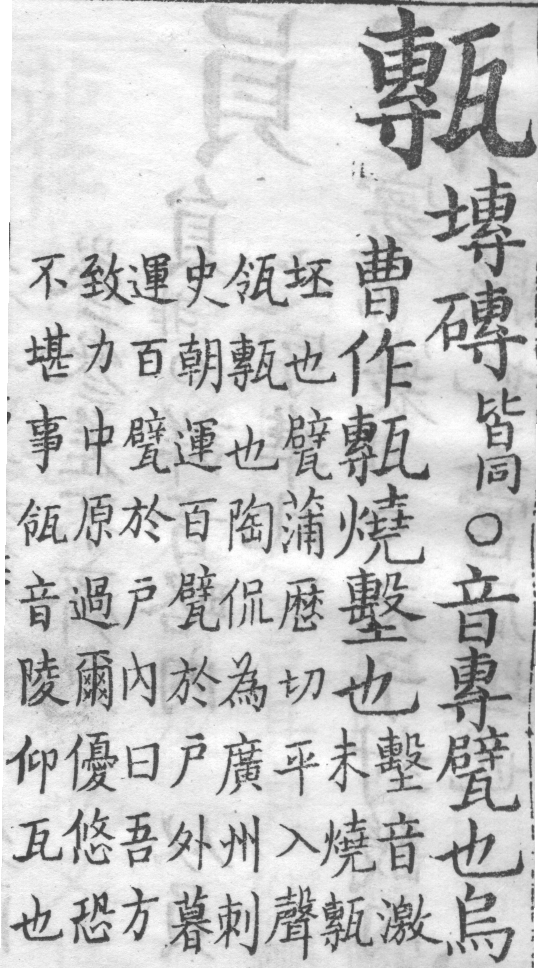 甎
塼磚皆同○音專甓也烏
曹作甎燒墼也墼音激
未燒甎
坯也甓蒲厯切平入聲
瓴甎也陶侃為廣州刺
史朝運百甓於戶外暮
運百甓於戶內曰吾方
致力中原過爾優悠恐
不堪事瓴音陵仰瓦也